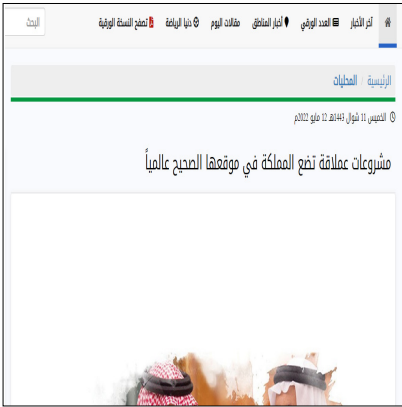 آخر الأخبار العدد الورقي أخبار المناطق مقالات اليوم دنيا الرياضة تصفح النسخة الورقية البحث
الرئيسية / المحليات
الخميس 11 شوال 1443هـ 12 مايو 2022م
مشروعات عملاقة تضع المملكة في موقعها الصحيح عالمياً